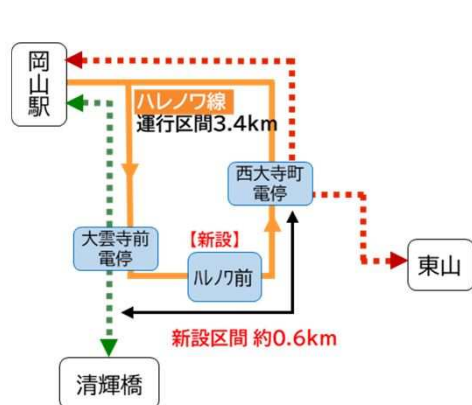 岡山駅
ハレノワ線
運行区間3.4km
西大寺町
電停
大雲寺前
電停
【新設】
ハレノワ前
東山
新設区間 約0.6km
清輝橋